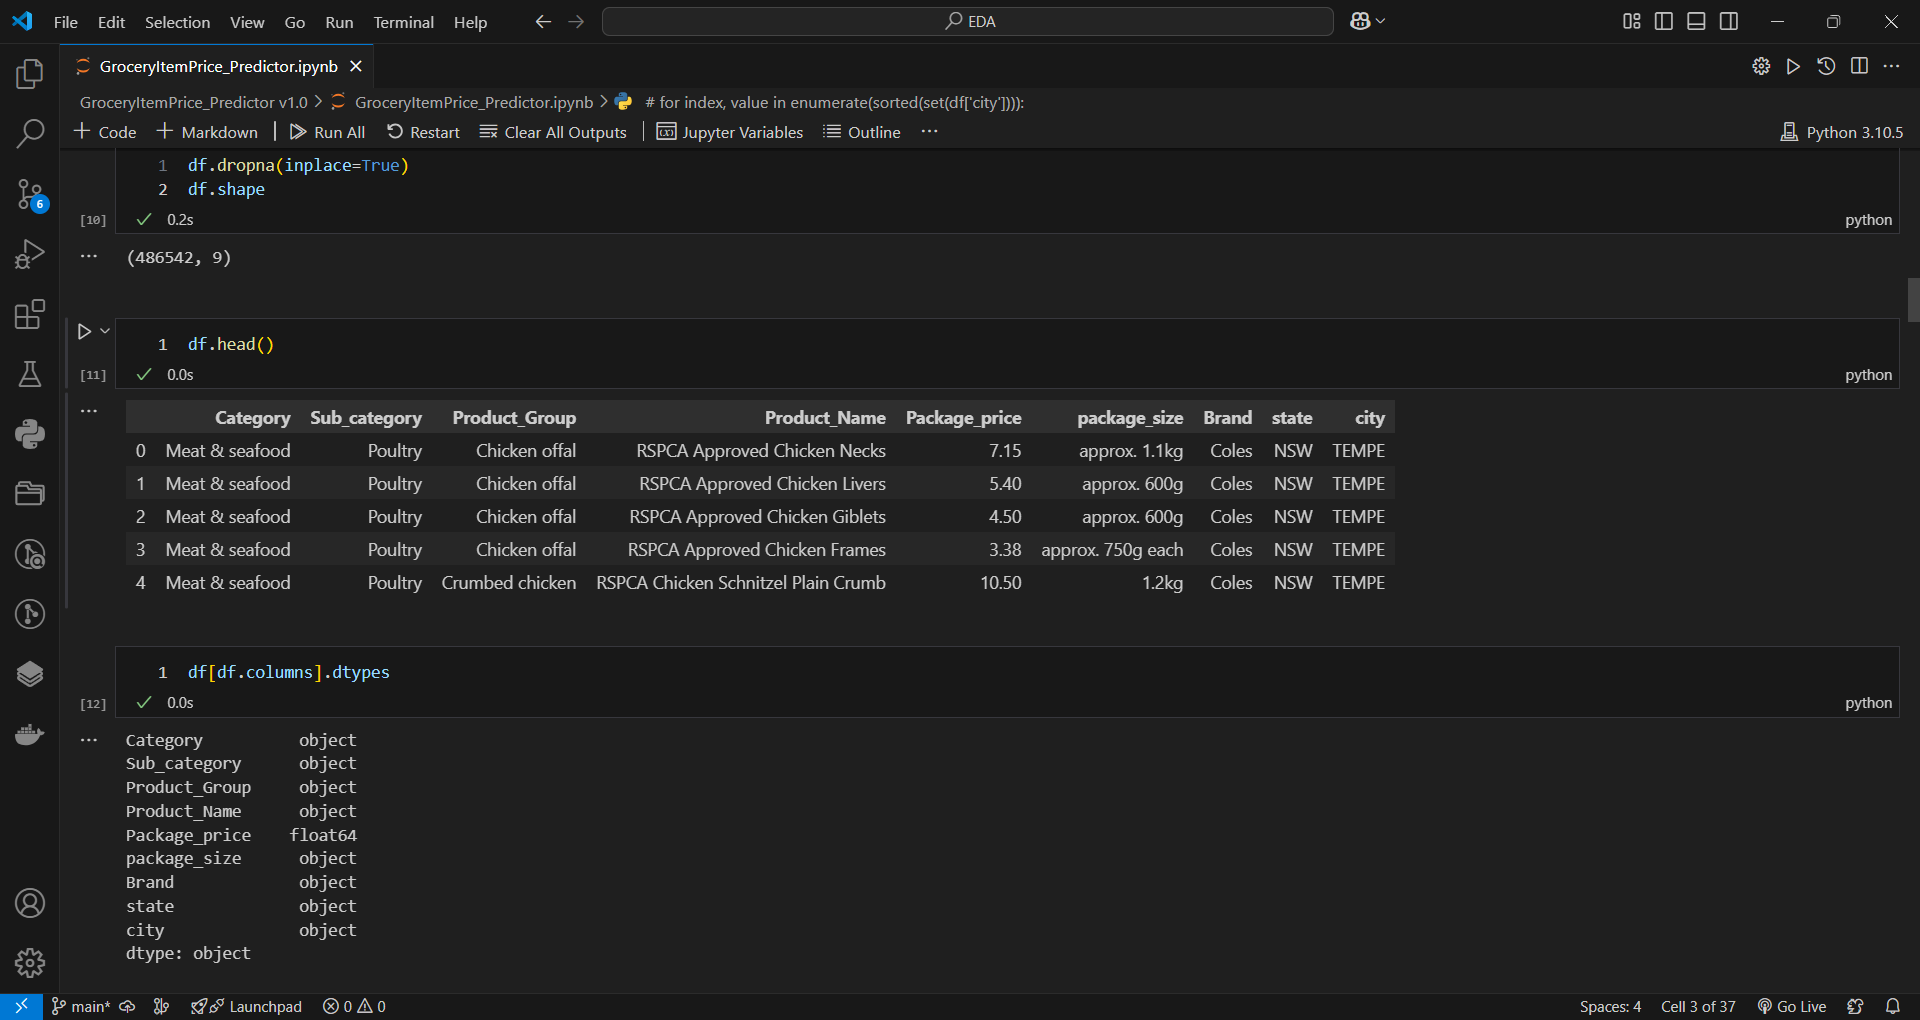 File Edit Selection View Go Run Terminal Help EDA
GroceryItemPrice_Predictor.ipynb
GroceryItemPrice_Predictor v1.0 > GroceryItemPrice_Predictor.ipynb > # for index, value in enumerate(sorted(set(df['city']))):
+ Code + Markdown Run All Restart Clear All Outputs Jupyter Variables Outline ... Python 3.10.5
1 df.dropna(inplace=True)
2 df.shape
[10] 0.2s python
(486542, 9)
1 df.head()
[11] 0.0s python
Category Sub_category Product_Group Product_Name Package_price package_size Brand state city
0 Meat & seafood Poultry Chicken offal RSPCA Approved Chicken Necks 7.15 approx. 1.1kg Coles NSW TEMPE
1 Meat & seafood Poultry Chicken offal RSPCA Approved Chicken Livers 5.40 approx. 600g Coles NSW TEMPE
2 Meat & seafood Poultry Chicken offal RSPCA Approved Chicken Giblets 4.50 approx. 600g Coles NSW TEMPE
3 Meat & seafood Poultry Chicken offal RSPCA Approved Chicken Frames 3.38 approx. 750g each Coles NSW TEMPE
4 Meat & seafood Poultry Crumbed chicken RSPCA Chicken Schnitzel Plain Crumb 10.50 1.2kg Coles NSW TEMPE
1 df[df.columns].dtypes
[12] 0.0s python
Category object
Sub_category object
Product_Group object
Product_Name object
Package_price float64
package_size object
Brand object
state object
city object
dtype: object
6
main* Launchpad 0 0 Spaces: 4 Cell 3 of 37 Go Live